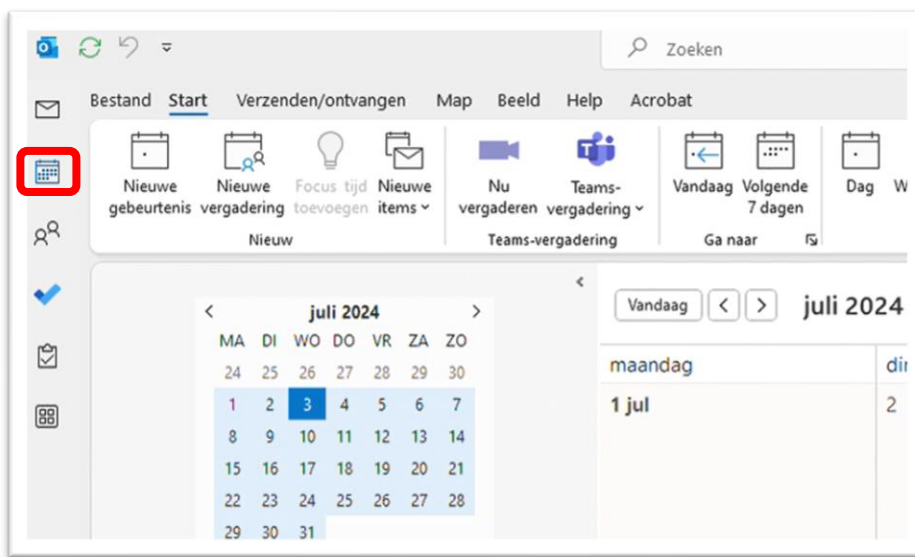 Zoeken
Bestand Start Verzenden/ontvangen Map Beeld Help Acrobat
Nieuwe gebeurtenis
Nieuwe vergadering
Focus tijd toevoegen
Nieuwe items
Nu vergaderen
Teams-vergadering
Vandaag
Volgende 7 dagen
Dag
W
Nieuw
Teams-vergadering
Ga naar
juli 2024
MA DI WO DO VR ZA ZO
24 25 26 27 28 29 30
1 2 3 4 5 6 7
8 9 10 11 12 13 14
15 16 17 18 19 20 21
22 23 24 25 26 27 28
29 30 31
Vandaag juli 2024
maandag
1 jul
2